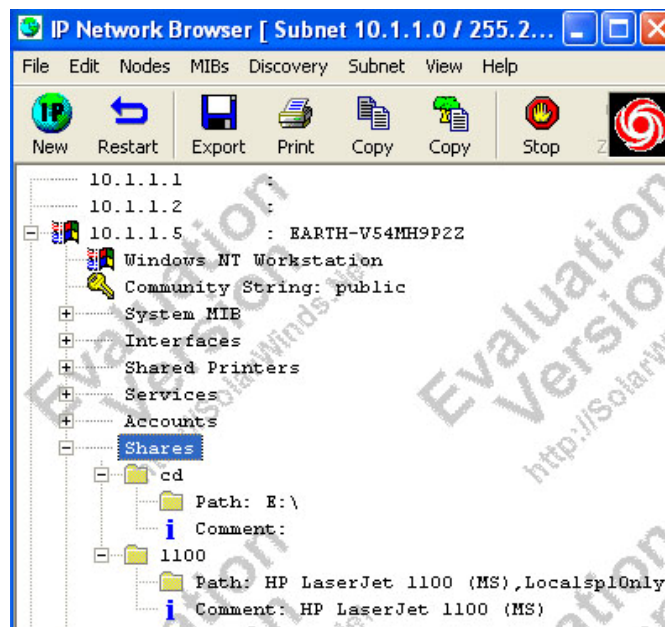 IP Network Browser [ Subnet 10.1.1.0 / 255.2...
File Edit Nodes MIBs Discovery Subnet View Help
IP
New Restart Export Print Copy Copy Stop Z
10.1.1.1 :
10.1.1.2 :
10.1.1.5 : EARTH-V54MH9P2Z
Windows NT Workstation
Community String: public
System MIB
Interfaces
Shared Printers
Services
Accounts
Shares
cd
Path: E:\
Comment:
1100
Path: HP LaserJet 1100 (MS),LocalsplOnly
Comment: HP LaserJet 1100 (MS)
Evaluation
Version
http://SolarWinds.Net
Evaluation
Version
http://SolarW